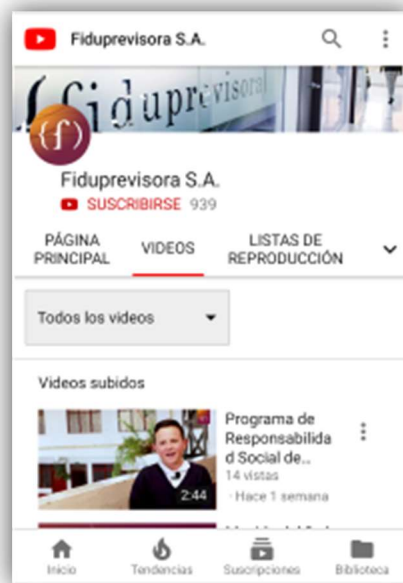 Fiduprevisora S.A.
fiduprevisora
{f}
Fiduprevisora S.A.
SUSCRIBIRSE 939
PÁGINA
PRINCIPAL
VIDEOS
LISTAS DE
REPRODUCCIÓN
Todos los videos
Videos subidos
Programa de
Responsabilida
d Social de...
14 vistas
· Hace 1 semana
2:44
Inicio
Tendencias
Suscripciones
Biblioteca